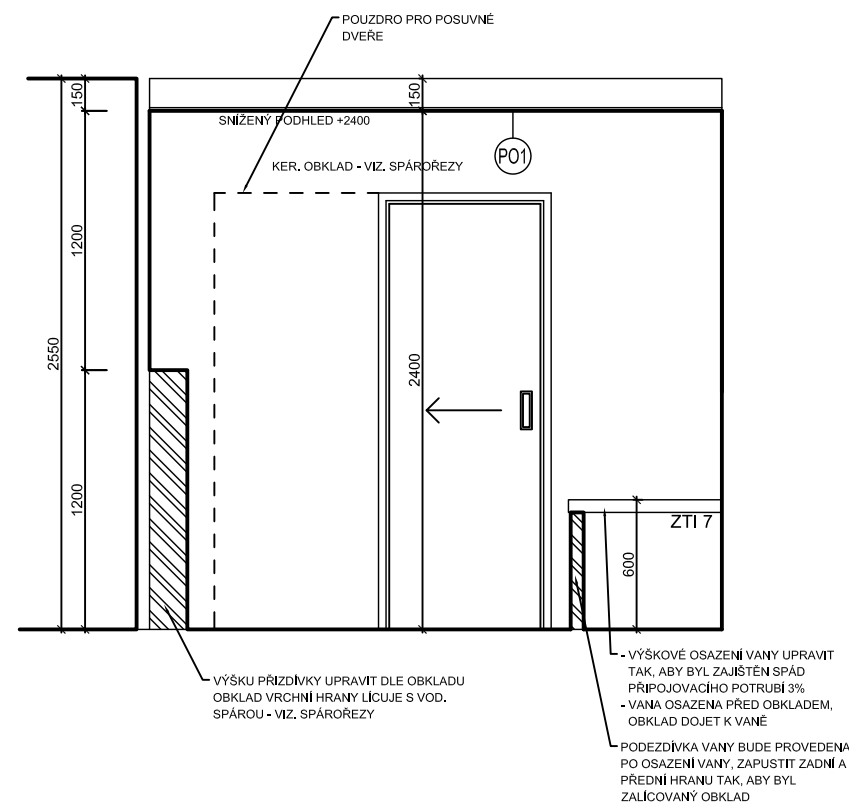 POUZDRO PRO POSUVNÉ
DVEŘE
150
150
SNÍŽENÝ PODHLED +2400
PO1
KER. OBKLAD - VIZ. SPÁROŘEZY
1200
2550
2400
1200
ZTI 7
600
VÝŠKU PŘIZDÍVKY UPRAVIT DLE OBKLADU
OBKLAD VRCHNÍ HRANY LÍCUJE S VOD.
SPÁROU - VIZ. SPÁROŘEZY
- VÝŠKOVÉ OSAZENÍ VANY UPRAVIT
TAK, ABY BYL ZAJIŠTĚN SPÁD
PŘIPOJOVACÍHO POTRUBÍ 3%
- VANA OSAZENA PŘED OBKLADEM,
OBKLAD DOJET K VANĚ
PODEZDÍVKA VANY BUDE PROVEDENA
PO OSAZENÍ VANY, ZAPUSTIT ZADNÍ A
PŘEDNÍ HRANU TAK, ABY BYL
ZALÍCOVANÝ OBKLAD